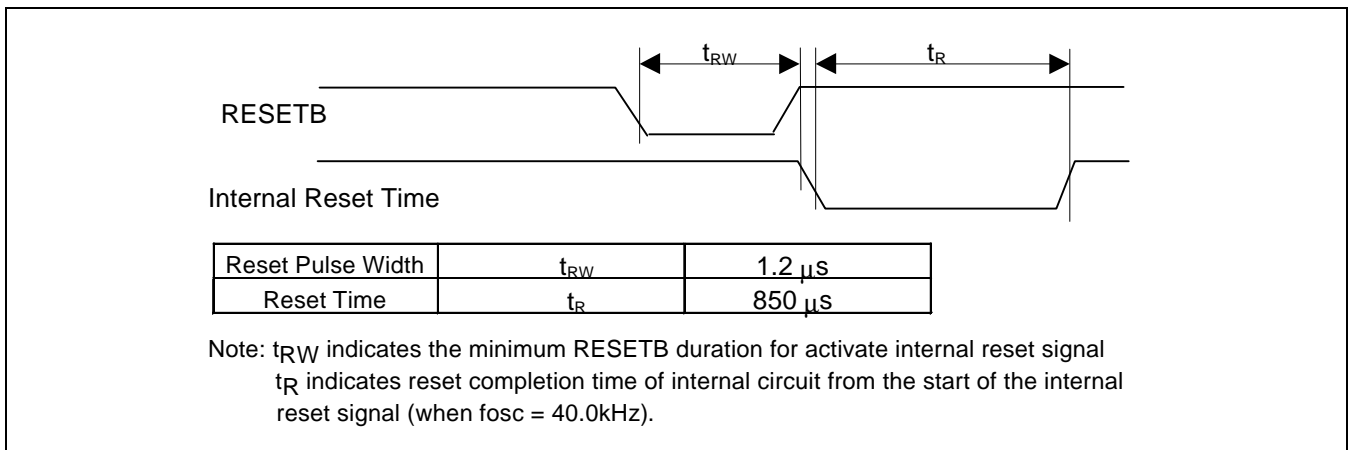 tRW tR
RESETB
Internal Reset Time
Reset Pulse Width tRW 1.2 μs
Reset Time tR 850 μs
Note: tRW indicates the minimum RESETB duration for activate internal reset signal
tR indicates reset completion time of internal circuit from the start of the internal
reset signal (when fosc = 40.0kHz).